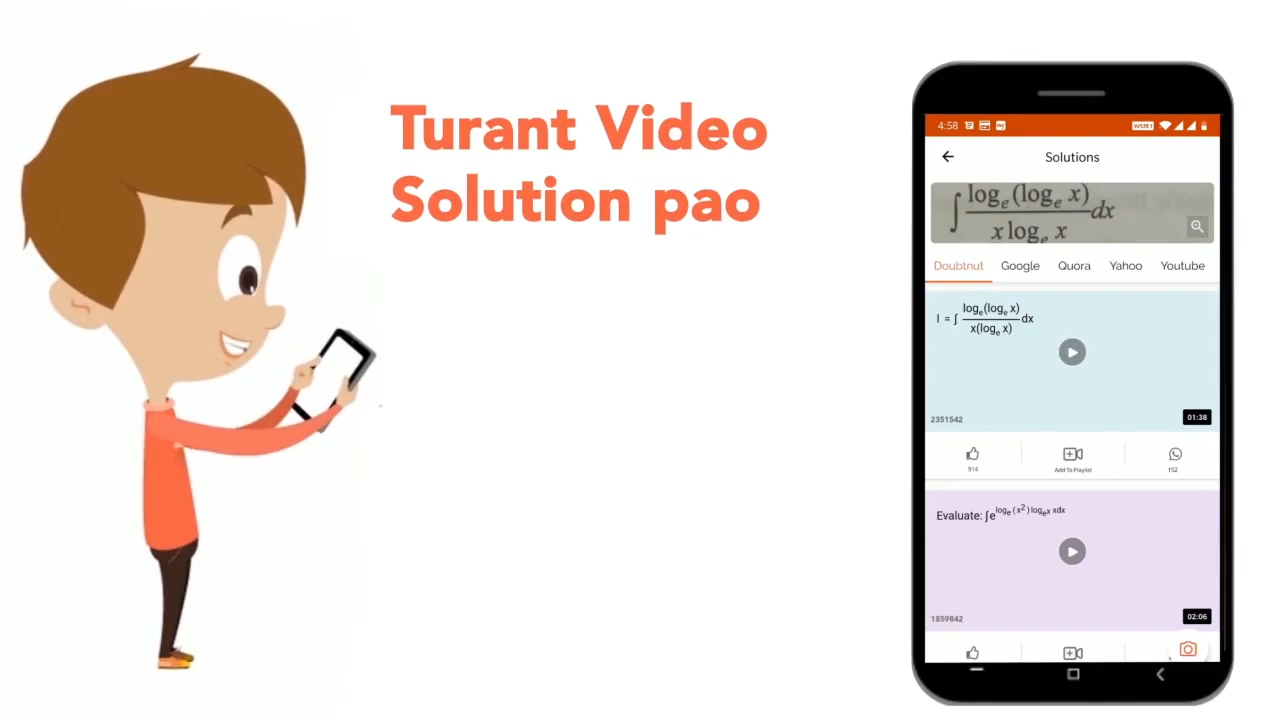 Turant Video
Solution pao
4:58
VoLTE1
Solutions
∫ logₑ(logₑ x) / x logₑ x dx
Doubtnut Google Quora Yahoo Youtube
I = ∫ logₑ(logₑ x) / x(logₑ x) dx
2351542 01:38
914 Add To Playlist 152
Evaluate: ∫e^logₑ(x²)logₑx xdx
1859842 02:06